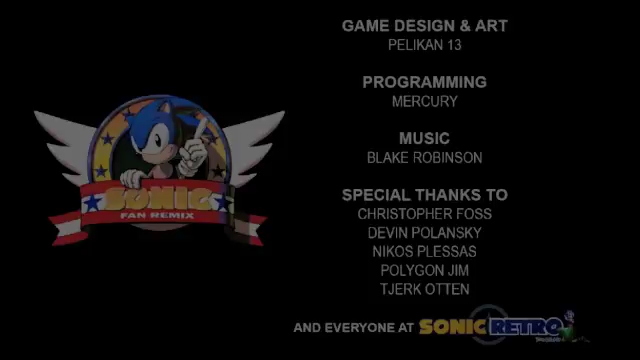 GAME DESIGN & ART
PELIKAN 13
PROGRAMMING
MERCURY
MUSIC
BLAKE ROBINSON
SPECIAL THANKS TO
CHRISTOPHER FOSS
DEVIN POLANSKY
NIKOS PLESSAS
POLYGON JIM
TJERK OTTEN
AND EVERYONE AT SONIC RETRO
SONIC
FAN REMIX